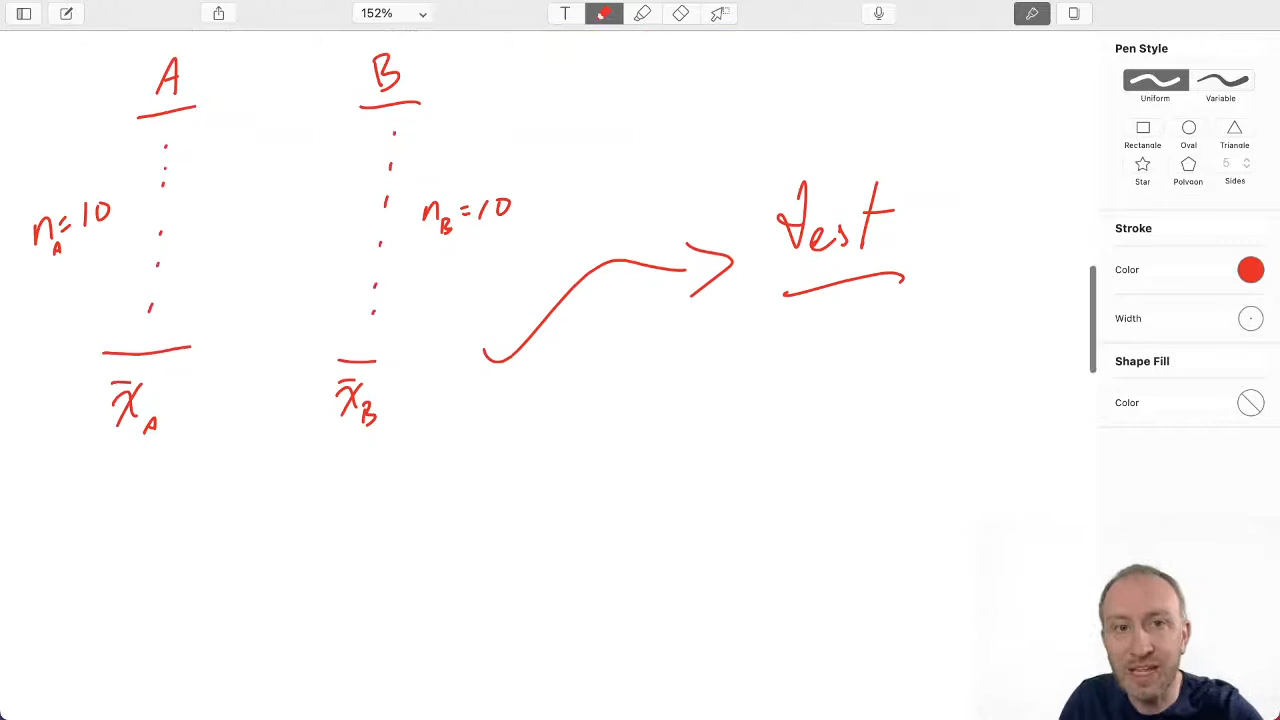 152%
T
Pen Style
Uniform
Variable
Rectangle
Oval
Triangle
Star
Polygon
5
Sides
Stroke
Color
Width
Shape Fill
Color
A
B
n_A = 10
n_B = 10
Test
x̄_A
x̄_B